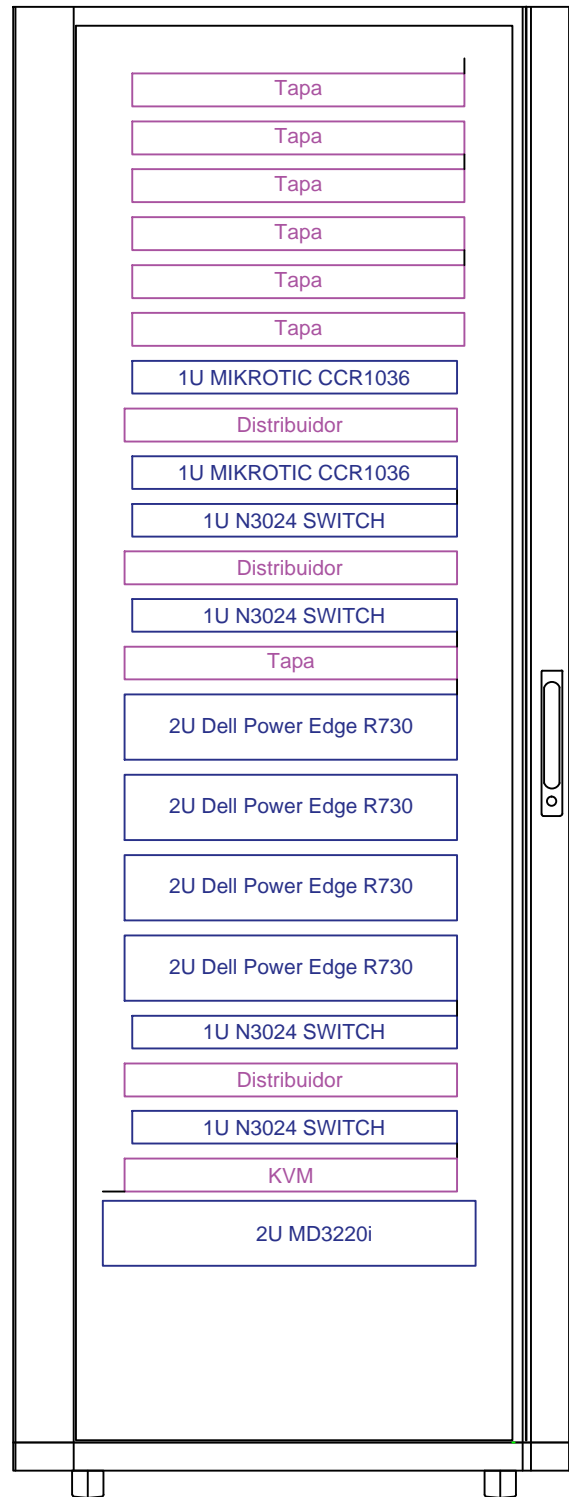 Tapa
Tapa
Tapa
Tapa
Tapa
Tapa
1U MIKROTIC CCR1036
Distribuidor
1U MIKROTIC CCR1036
1U N3024 SWITCH
Distribuidor
1U N3024 SWITCH
Tapa
2U Dell Power Edge R730
2U Dell Power Edge R730
2U Dell Power Edge R730
2U Dell Power Edge R730
1U N3024 SWITCH
Distribuidor
1U N3024 SWITCH
KVM
2U MD3220i